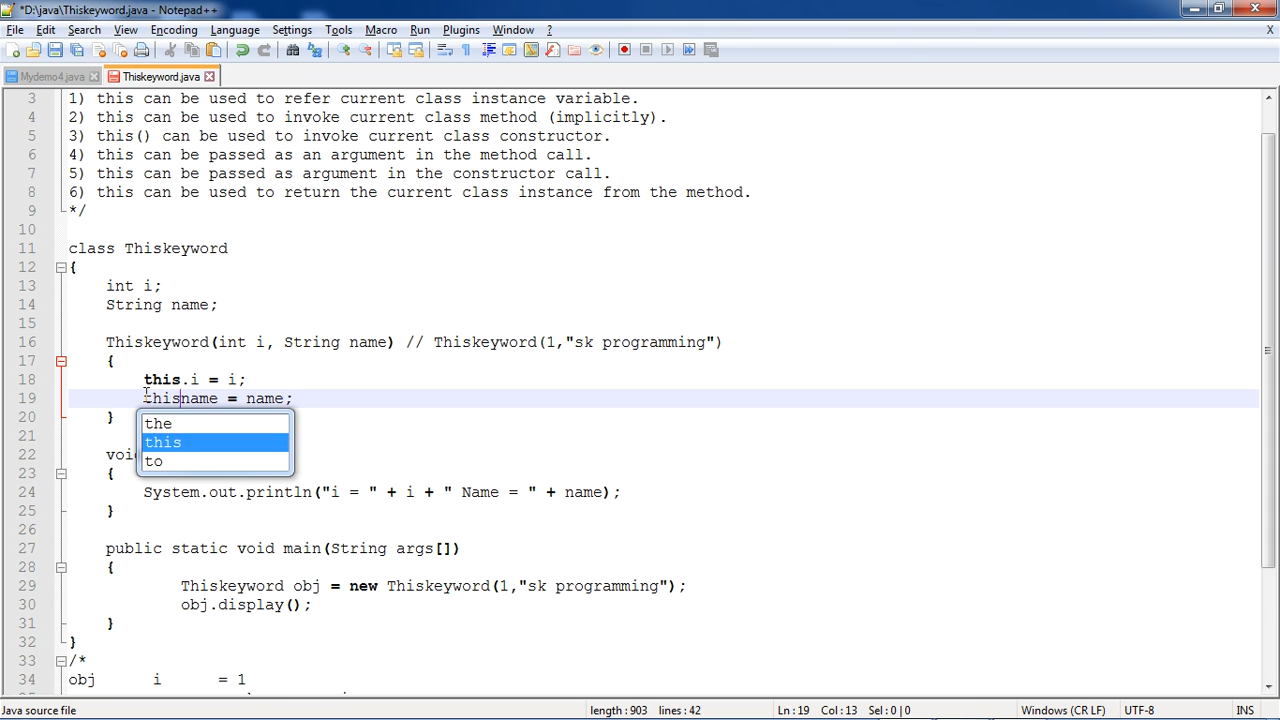 *D:\java\Thiskeyword.java - Notepad++
File Edit Search View Encoding Language Settings Tools Macro Run Plugins Window ? X
Mydemo4.java Thiskeyword.java
3 1) this can be used to refer current class instance variable.
4 2) this can be used to invoke current class method (implicitly).
5 3) this() can be used to invoke current class constructor.
6 4) this can be passed as an argument in the method call.
7 5) this can be passed as argument in the constructor call.
8 6) this can be used to return the current class instance from the method.
9 */
10
11 class Thiskeyword
12 {
13 int i;
14 String name;
15
16 Thiskeyword(int i, String name) // Thiskeyword(1,"sk programming")
17 {
18 this.i = i;
19 thisname = name;
20 }
the
21
this
22 voi
to
23 {
24 System.out.println("i = " + i + " Name = " + name);
25 }
26
27 public static void main(String args[])
28 {
29 Thiskeyword obj = new Thiskeyword(1,"sk programming");
30 obj.display();
31 }
32 }
33 /*
34 obj i = 1
Java source file length : 903 lines : 42 Ln : 19 Col : 13 Sel : 0 | 0 Windows (CR LF) UTF-8 INS